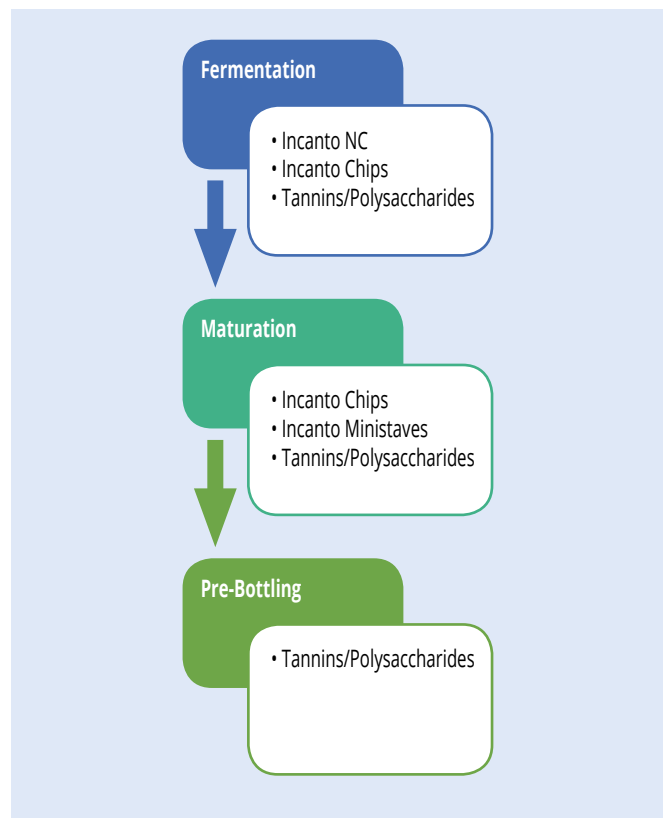 Fermentation
• Incanto NC
• Incanto Chips
• Tannins/Polysaccharides
Maturation
• Incanto Chips
• Incanto Ministaves
• Tannins/Polysaccharides
Pre-Bottling
• Tannins/Polysaccharides